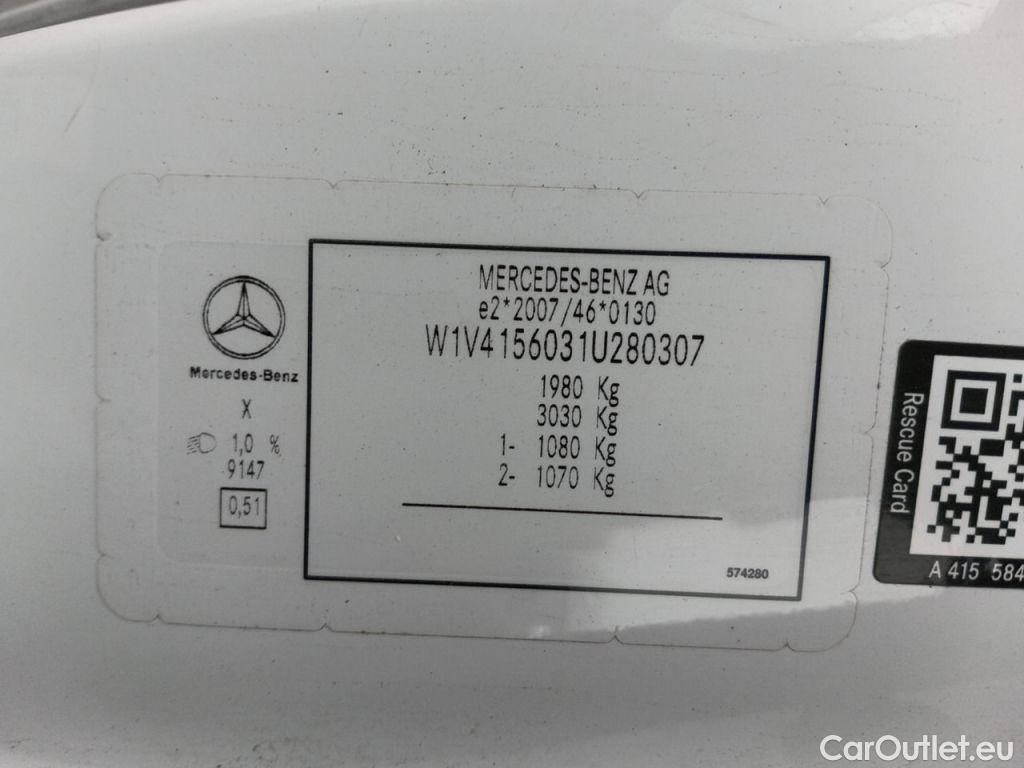 MERCEDES-BENZ AG
e2*2007/46*0130
W1V4156031U280307
1980 Kg
3030 Kg
1- 1080 Kg
2- 1070 Kg
574280
Mercedes-Benz
X
1,0 %
9147
0,51
Rescue Card
A 415 584
CarOutlet.eu